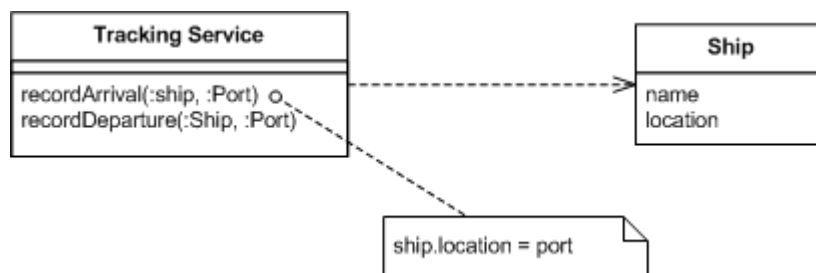 Tracking Service
recordArrival(:ship, :Port)
recordDeparture(:Ship, :Port)
Ship
name
location
ship.location = port